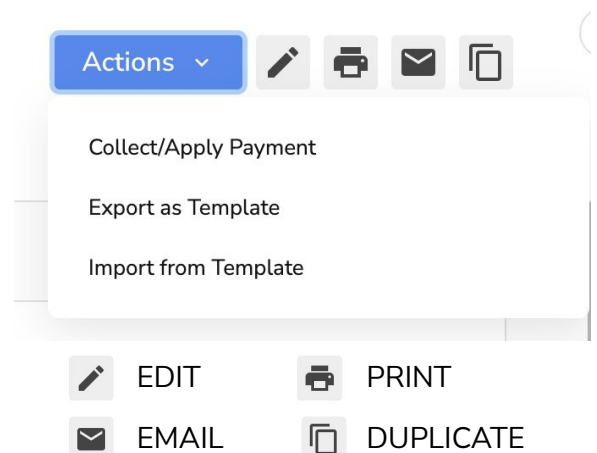 Actions
Collect/Apply Payment
Export as Template
Import from Template
EDIT PRINT
EMAIL DUPLICATE